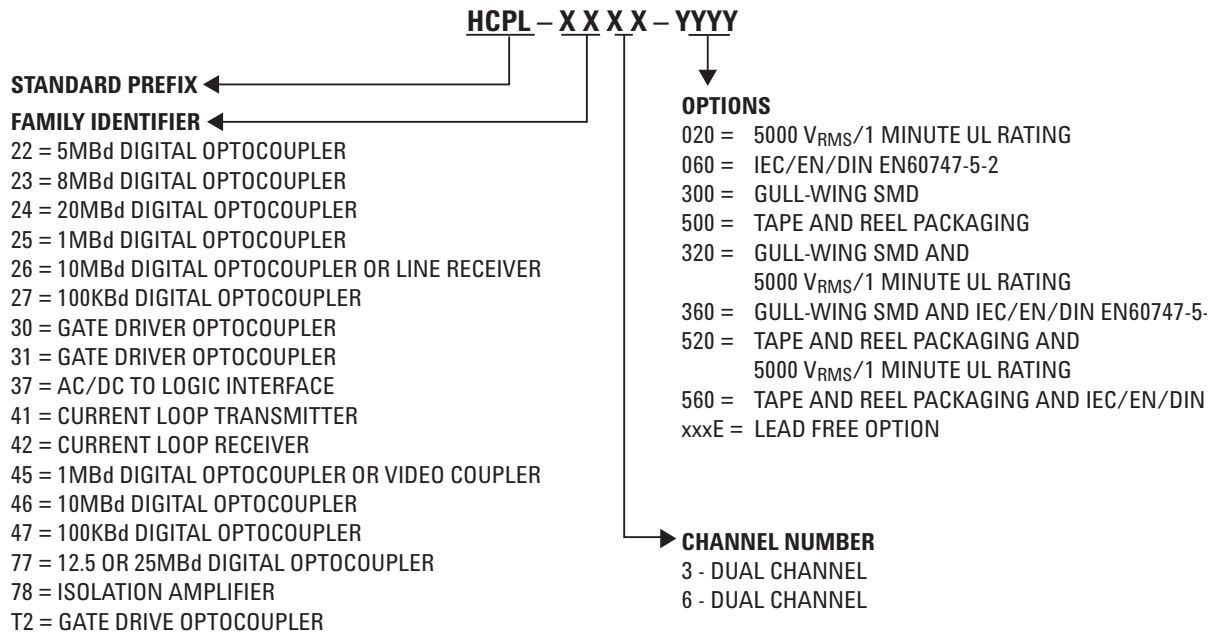 HCPL – X X X X – YYYY
STANDARD PREFIX
FAMILY IDENTIFIER
22 = 5MBd DIGITAL OPTOCOUPLER
23 = 8MBd DIGITAL OPTOCOUPLER
24 = 20MBd DIGITAL OPTOCOUPLER
25 = 1MBd DIGITAL OPTOCOUPLER
26 = 10MBd DIGITAL OPTOCOUPLER OR LINE RECEIVER
27 = 100KBd DIGITAL OPTOCOUPLER
30 = GATE DRIVER OPTOCOUPLER
31 = GATE DRIVER OPTOCOUPLER
37 = AC/DC TO LOGIC INTERFACE
41 = CURRENT LOOP TRANSMITTER
42 = CURRENT LOOP RECEIVER
45 = 1MBd DIGITAL OPTOCOUPLER OR VIDEO COUPLER
46 = 10MBd DIGITAL OPTOCOUPLER
47 = 100KBd DIGITAL OPTOCOUPLER
77 = 12.5 OR 25MBd DIGITAL OPTOCOUPLER
78 = ISOLATION AMPLIFIER
T2 = GATE DRIVE OPTOCOUPLER
OPTIONS
020 = 5000 VRMS/1 MINUTE UL RATING
060 = IEC/EN/DIN EN60747-5-2
300 = GULL-WING SMD
500 = TAPE AND REEL PACKAGING
320 = GULL-WING SMD AND
5000 VRMS/1 MINUTE UL RATING
360 = GULL-WING SMD AND IEC/EN/DIN EN60747-5-
520 = TAPE AND REEL PACKAGING AND
5000 VRMS/1 MINUTE UL RATING
560 = TAPE AND REEL PACKAGING AND IEC/EN/DIN
xxxE = LEAD FREE OPTION
CHANNEL NUMBER
3 - DUAL CHANNEL
6 - DUAL CHANNEL